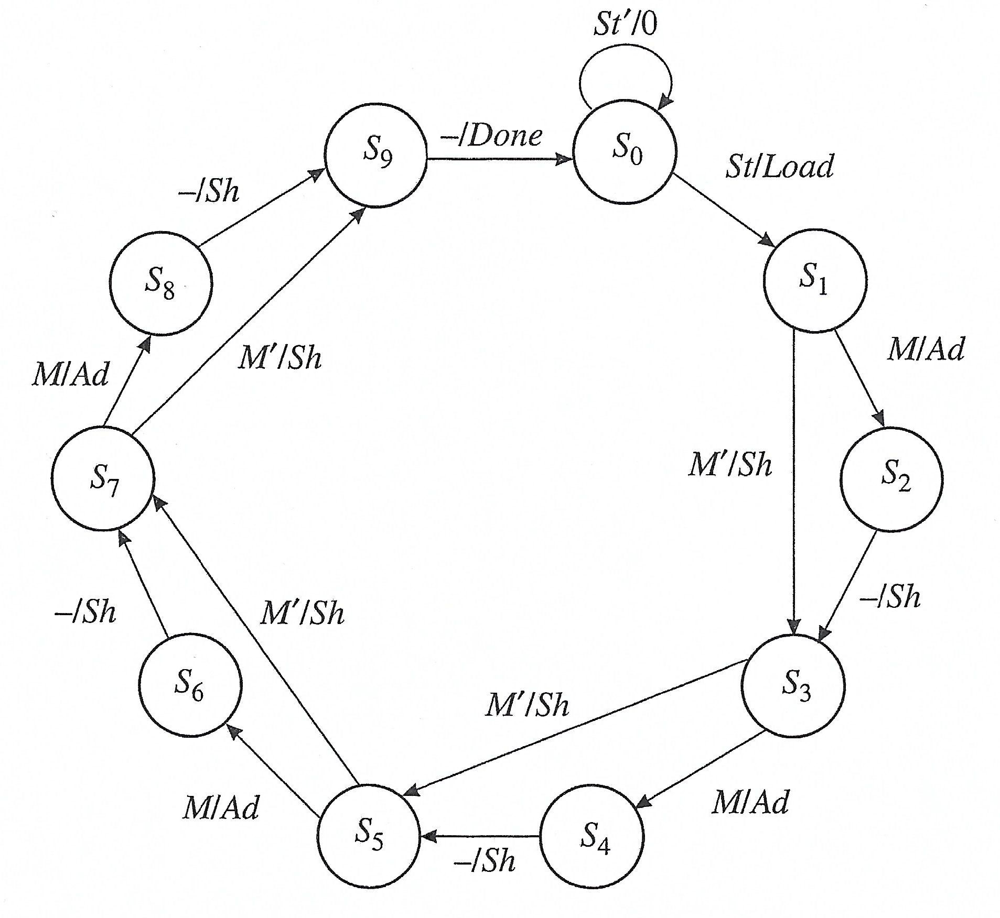 St′/0
S₉
–/Done
S₀
St/Load
–/Sh
S₈
S₁
M/Ad
M′/Sh
M/Ad
S₇
M′/Sh
S₂
–/Sh
M′/Sh
–/Sh
S₆
M′/Sh
S₃
M/Ad
S₅
–/Sh
S₄
M/Ad